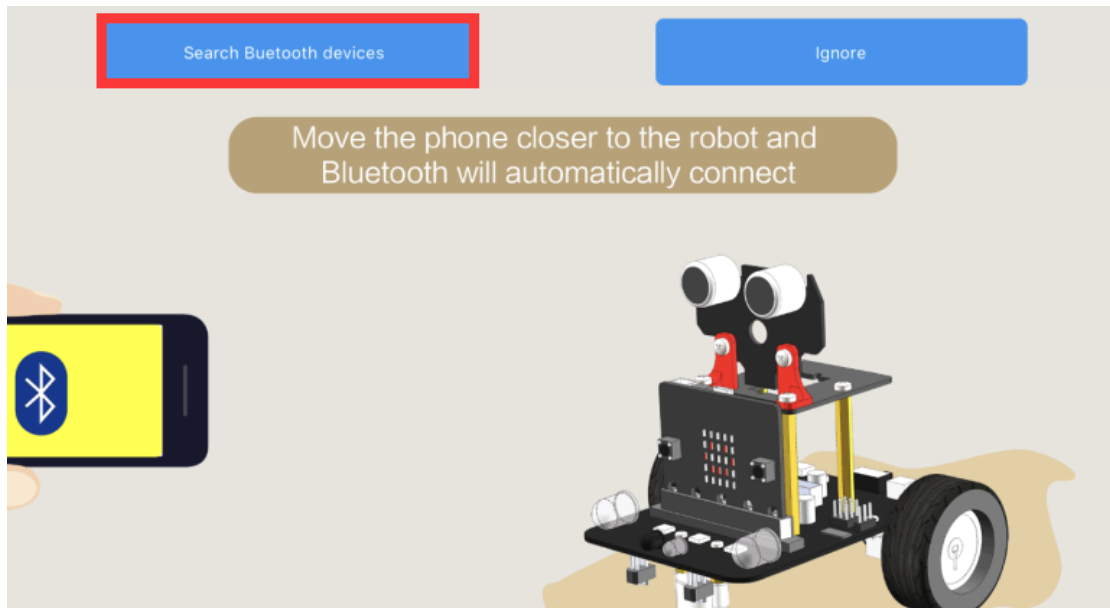 Search Buetooth devices
Ignore
Move the phone closer to the robot and
Bluetooth will automatically connect